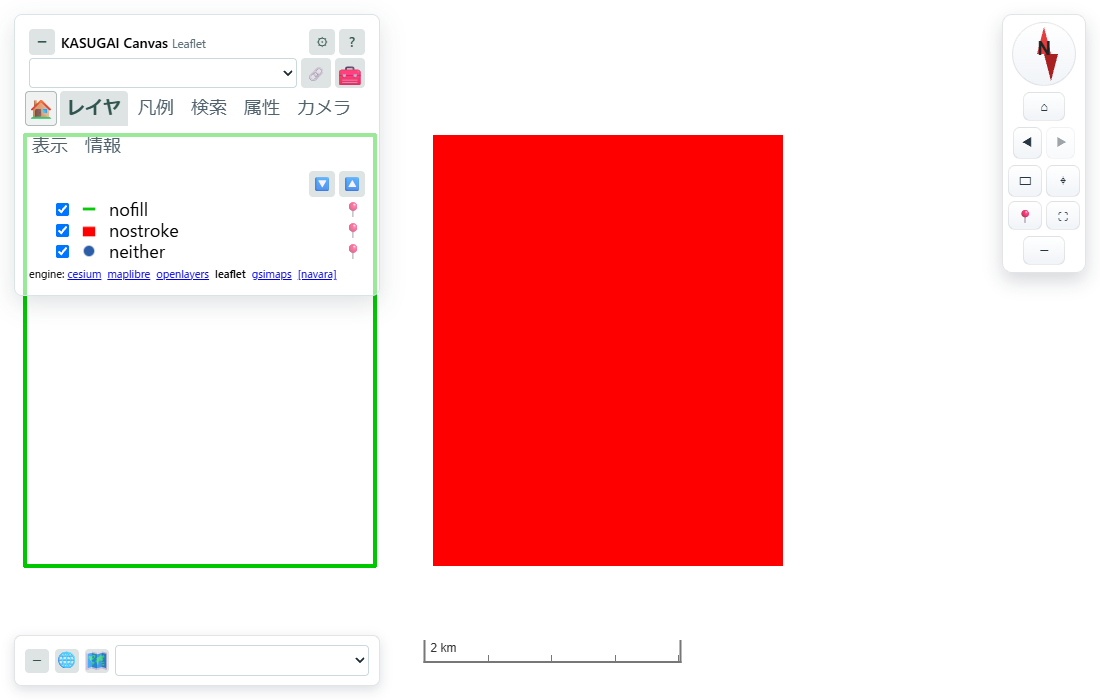 KASUGAI Canvas Leaflet
?
レイヤ 凡例 検索 属性 カメラ
表示 情報
nofill
nostroke
neither
engine: cesium maplibre openlayers leaflet gsimaps [navara]
N
2 km